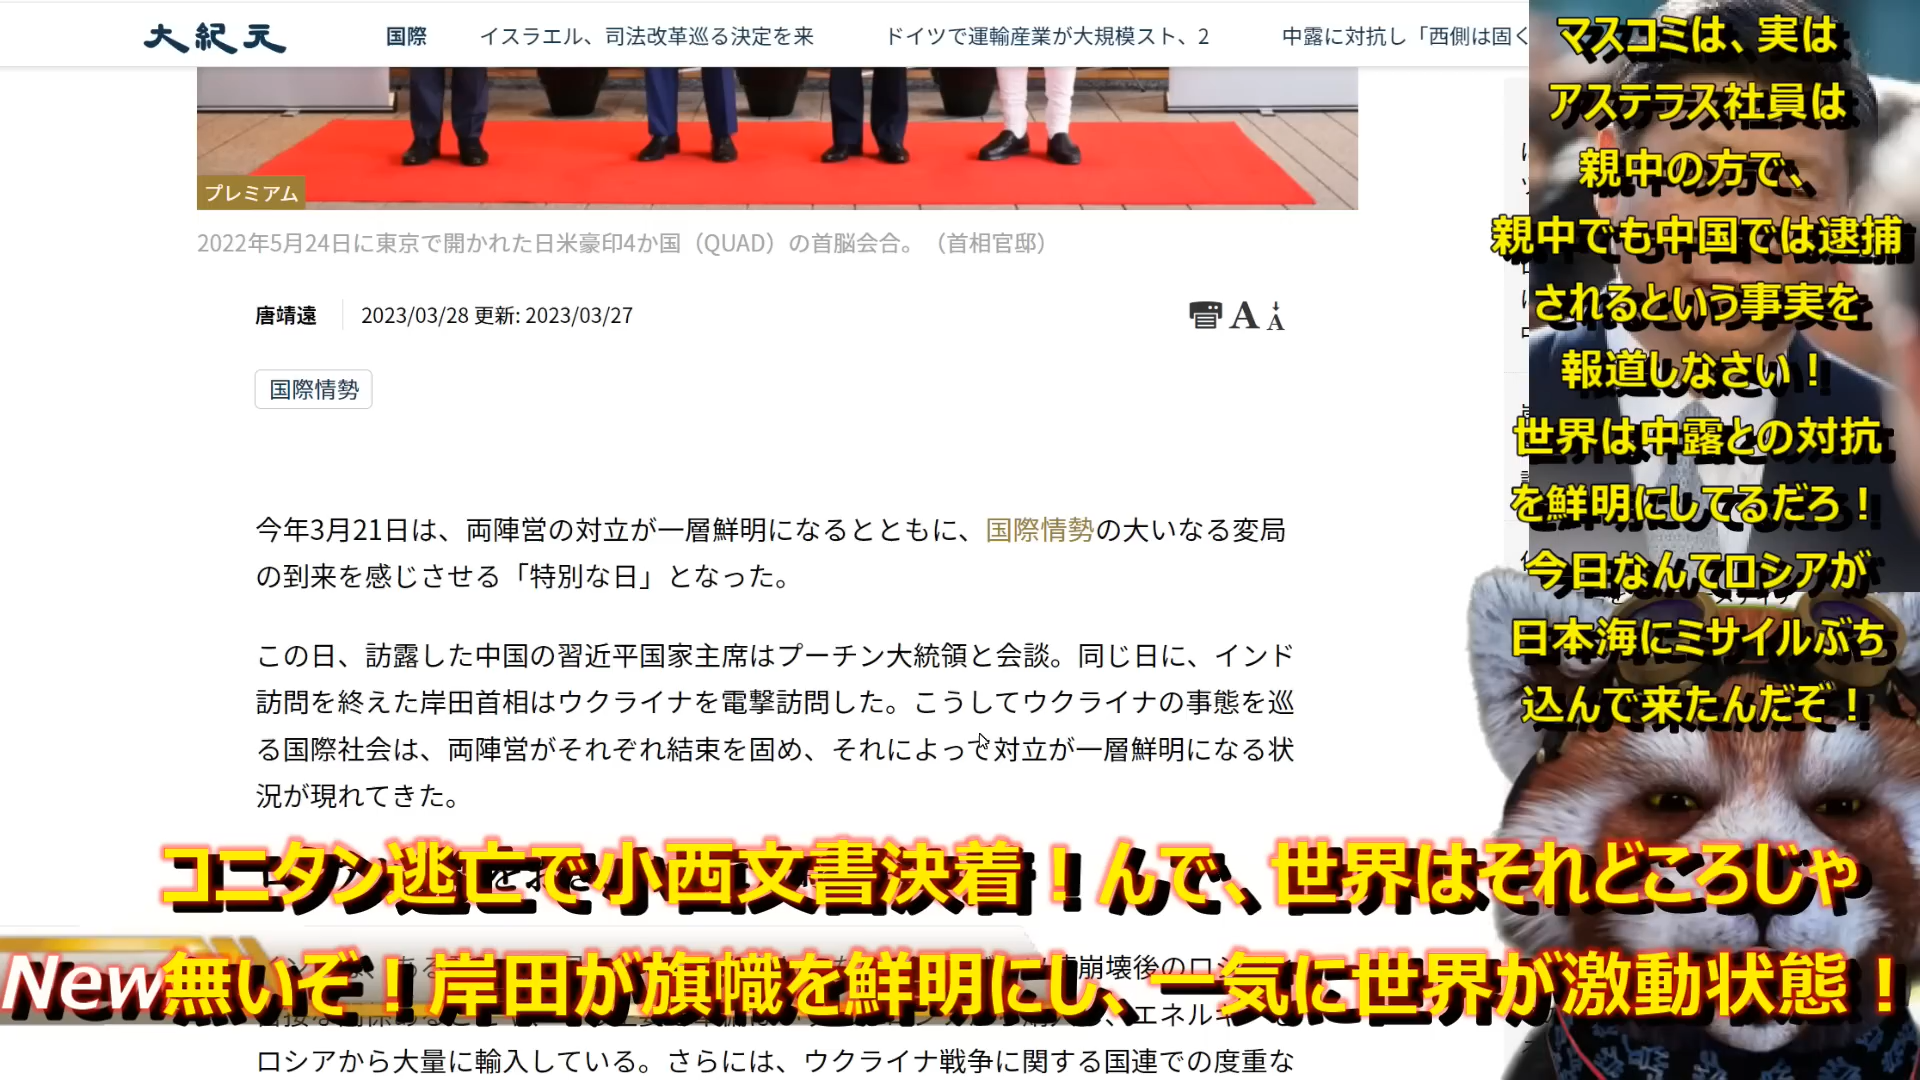 大紀元
国際 イスラエル、司法改革巡る決定を来 ドイツで運輸産業が大規模スト、2 中露に対抗し「西側は固く
プレミアム
2022年5月24日に東京で開かれた日米豪印4か国（QUAD）の首脳会合。（首相官邸）
唐靖遠 2023/03/28 更新: 2023/03/27
国際情勢
今年3月21日は、両陣営の対立が一層鮮明になるとともに、国際情勢の大いなる変局
の到来を感じさせる「特別な日」となった。
この日、訪露した中国の習近平国家主席はプーチン大統領と会談。同じ日に、インド
訪問を終えた岸田首相はウクライナを電撃訪問した。こうしてウクライナの事態を巡
る国際社会は、両陣営がそれぞれ結束を固め、それによって対立が一層鮮明になる状
況が現れてきた。
コニタン逃亡で小西文書決着！んで、世界はそれどころじゃ
New 無いぞ！岸田が旗幟を鮮明にし、一気に世界が激動状態！
崩壊後のロシ
エネルギー
ロシアから大量に輸入している。さらには、ウクライナ戦争に関する国連での度重な
マスコミは、実は
アステラス社員は
親中の方で、
親中でも中国では逮捕
されるという事実を
報道しなさい！
世界は中露との対抗
を鮮明にしてるだろ！
今日なんてロシアが
日本海にミサイルぶち
込んで来たんだぞ！